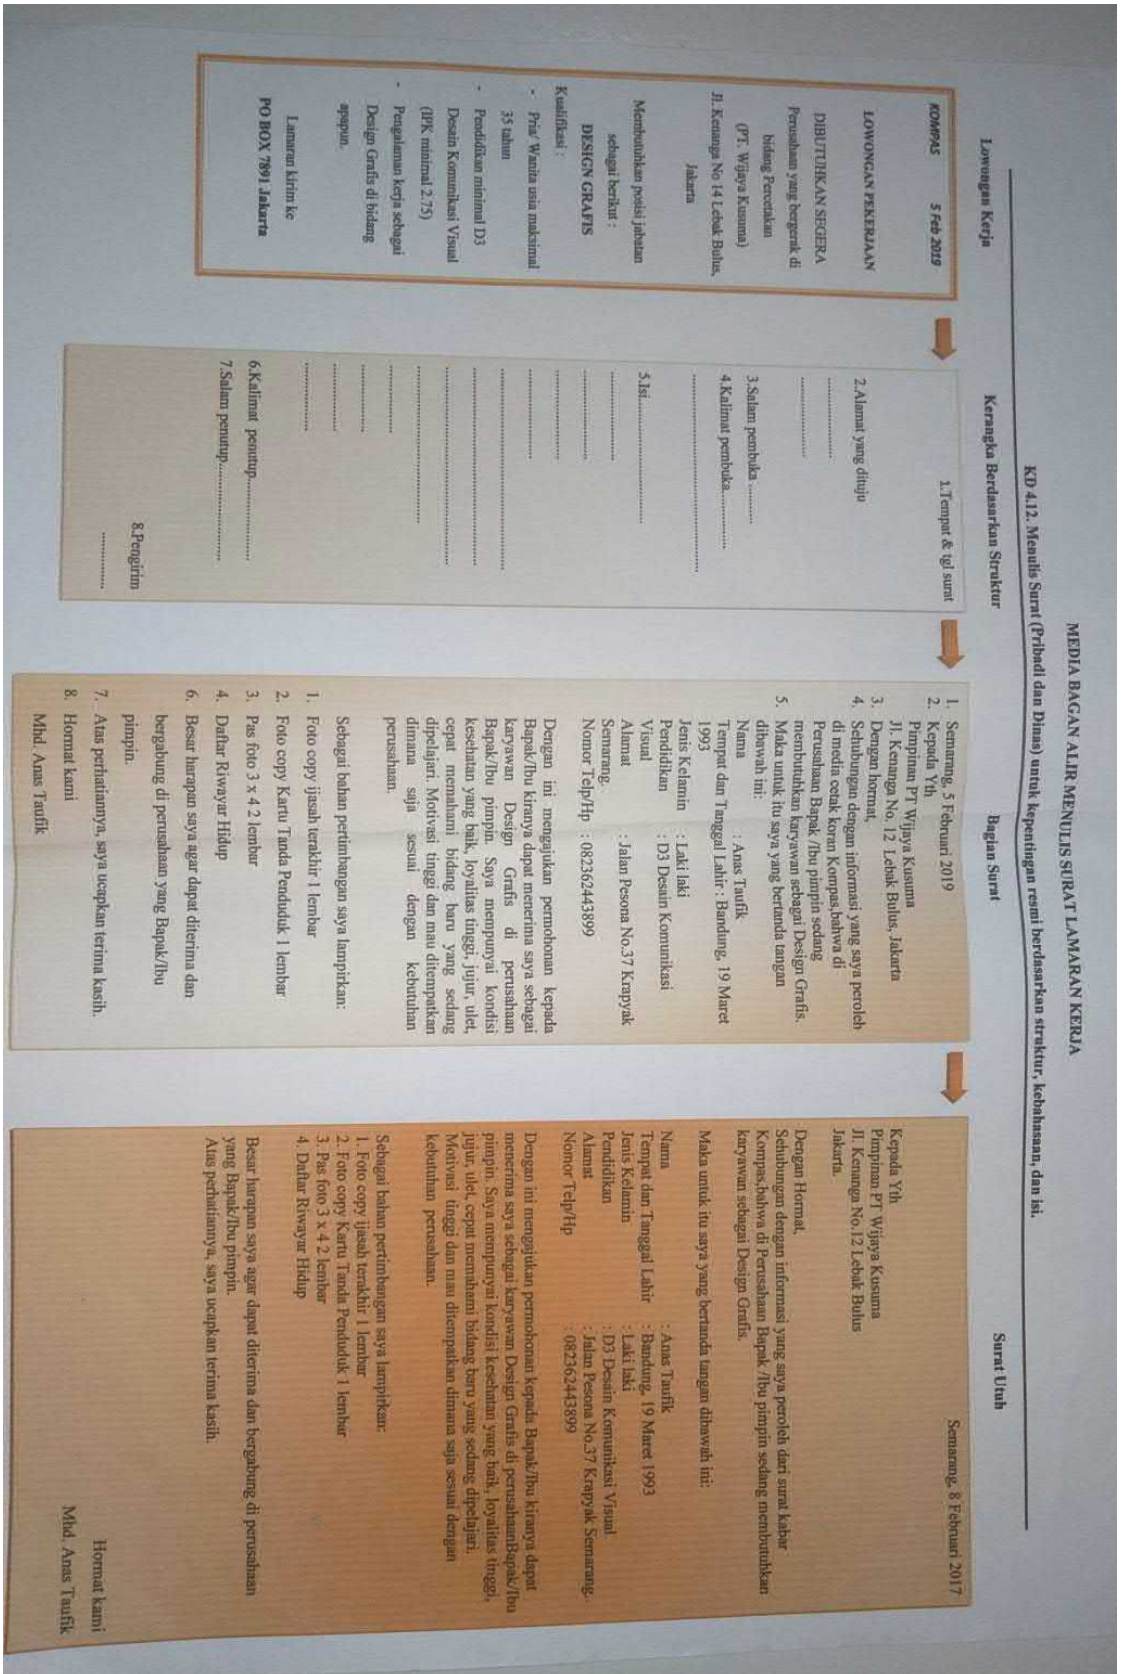 MEDIA BAGAN ALIR MENULIS SURAT LAMARAN KERJA
KD 4.12. Menulis Surat (Pribadi dan Dinas) untuk kepentingan resmi berdasarkan struktur, kebahasaan, dan isi.
Lowongan Kerja
KOMPAS 5 Feb 2019
LOWONGAN PEKERJAAN
DIBUTUHKAN SEGERA
Perusahaan yang bergerak di
bidang Percetakan
(PT. Wijaya Kusuma)
Jl. Kenanga No 14 Lebak Bulus,
Jakarta
Membutuhkan posisi jabatan
sebagai berikut :
DESIGN GRAFIS
Kualifikasi :
- Pria/ Wanita usia maksimal
35 tahun
- Pendidikan minimal D3
Desain Komunikasi Visual
(IPK minimal 2.75)
- Pengalaman kerja sebagai
Design Grafis di bidang
apapun.
Lamaran kirim ke
PO BOX 7891 Jakarta
Kerangka Berdasarkan Struktur
1.Tempat & tgl surat
2.Alamat yang dituju
......................
......................
3.Salam pembuka ...........
4.Kalimat pembuka...............
..................................................
5.Isi................................
......................
......................
......................
......................
..................................................
..................................................
..................................................
........................................
......................
..................
..................
..................
6.Kalimat penutup.....................
7.Salam penutup.........................
8.Pengirim
..............
Bagian Surat
1. Semarang, 5 Februari 2019
2. Kepada Yth
Pimpinan PT Wijaya Kusuma
Jl. Kenanga No. 12 Lebak Bulus, Jakarta
3. Dengan hormat,
4. Sehubungan dengan informasi yang saya peroleh
di media cetak koran Kompas,bahwa di
Perusahaan Bapak /Ibu pimpin sedang
membutuhkan karyawan sebagai Design Grafis.
5. Maka untuk itu saya yang bertanda tangan
dibawah ini:
Nama : Anas Taufik
Tempat dan Tanggal Lahir : Bandung, 19 Maret
1993
Jenis Kelamin : Laki laki
Pendidikan : D3 Desain Komunikasi
Visual
Alamat : Jalan Pesona No.37 Krapyak
Semarang.
Nomor Telp/Hp : 082362443899
Dengan ini mengajukan permohonan kepada
Bapak/Ibu kiranya dapat menerima saya sebagai
karyawan Design Grafis di perusahaan
Bapak/Ibu pimpin. Saya mempunyai kondisi
kesehatan yang baik, loyalitas tinggi, jujur, ulet,
cepat memahami bidang baru yang sedang
dipelajari. Motivasi tinggi dan mau ditempatkan
dimana saja sesuai dengan kebutuhan
perusahaan.
Sebagai bahan pertimbangan saya lampirkan:
1. Foto copy ijasah terakhir 1 lembar
2. Foto copy Kartu Tanda Penduduk 1 lembar
3. Pas foto 3 x 4 2 lembar
4. Daftar Riwayar Hidup
6. Besar harapan saya agar dapat diterima dan
bergabung di perusahaan yang Bapak/Ibu
pimpin.
7. Atas perhatiannya, saya ucapkan terima kasih.
8. Hormat kami
Mhd. Anas Taufik
Surat Utuh
Semarang, 8 Februari 2017
Kepada Yth
Pimpinan PT Wijaya Kusuma
Jl. Kenanga No.12 Lebak Bulus
Jakarta.
Dengan Hormat,
Sehubungan dengan informasi yang saya peroleh dari surat kabar
Kompas,bahwa di Perusahaan Bapak /Ibu pimpin sedang membutuhkan
karyawan sebagai Design Grafis.
Maka untuk itu saya yang bertanda tangan dibawah ini:
Nama : Anas Taufik
Tempat dan Tanggal Lahir : Bandung, 19 Maret 1993
Jenis Kelamin : Laki laki
Pendidikan : D3 Desain Komunikasi Visual
Alamat : Jalan Pesona No.37 Krapyak Semarang.
Nomor Telp/Hp : 082362443899
Dengan ini mengajukan permohonan kepada Bapak/Ibu kiranya dapat
menerima saya sebagai karyawan Design Grafis di perusahaanBapak/Ibu
pimpin. Saya mempunyai kondisi kesehatan yang baik, loyalitas tinggi,
jujur, ulet, cepat memahami bidang baru yang sedang dipelajari.
Motivasi tinggi dan mau ditempatkan dimana saja sesuai dengan
kebutuhan perusahaan.
Sebagai bahan pertimbangan saya lampirkan:
1. Foto copy ijasah terakhir 1 lembar
2. Foto copy Kartu Tanda Penduduk 1 lembar
3. Pas foto 3 x 4 2 lembar
4. Daftar Riwayar Hidup
Besar harapan saya agar dapat diterima dan bergabung di perusahaan
yang Bapak/Ibu pimpin.
Atas perhatiannya, saya ucapkan terima kasih.
Hormat kami
Mhd. Anas Taufik